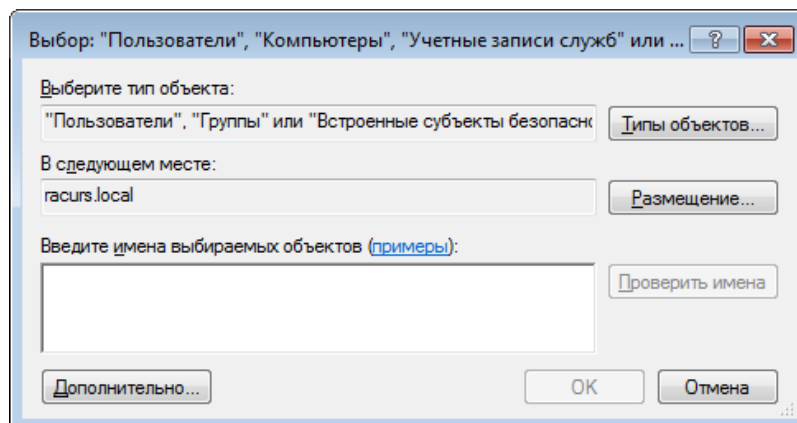 Выбор: "Пользователи", "Компьютеры", "Учетные записи служб" или ...
Выберите тип объекта:
"Пользователи", "Группы" или "Встроенные субъекты безопасно
Типы объектов...
В следующем месте:
racurs.local
Размещение...
Введите имена выбираемых объектов (примеры):
Проверить имена
Дополнительно...
ОК
Отмена